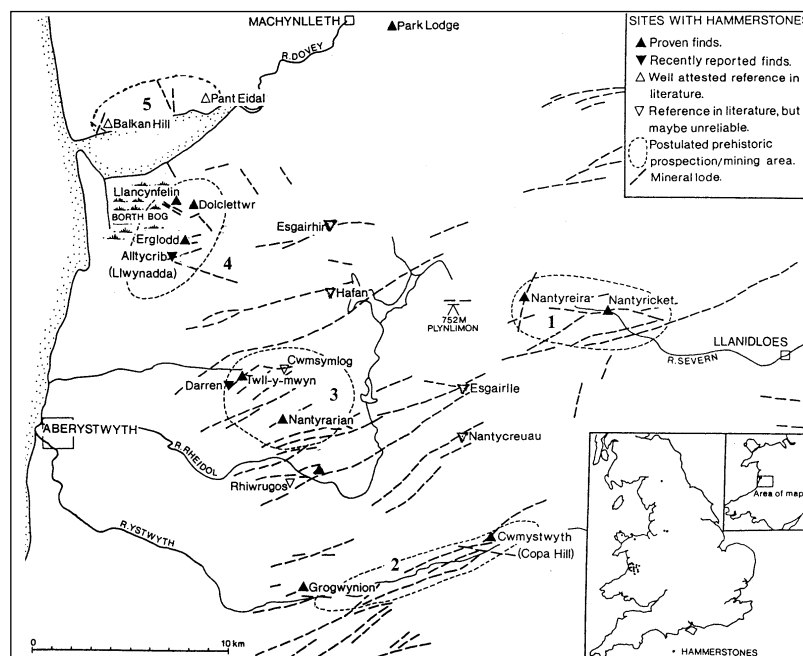 MACHYNLLETH
Park Lodge
R.DOVEY
5
Pant Eidal
Balkan Hill
SITES WITH HAMMERSTONES
Proven finds.
Recently reported finds.
Well attested reference in
literature.
Reference in literature, but
maybe unreliable.
Postulated prehistoric
prospection/mining area.
Mineral lode.
Llancynfelin
Dolclettwr
BORTH BOG
Erglodd
Alltycrib
(Llwynadda)
4
Esgairhir
Hafan
752M
PLYNLIMON
Nantyreira
Nantyricket
1
LLANIDLOES
R.SEVERN
Cwmsymlog
Darren
Twll-y-mwyn
3
Nantyrarian
Esgairlle
Nantycreuau
ABERYSTWYTH
R.RHEIDOL
Rhiwrugos
R.YSTWYTH
2
Cwmystwyth
(Copa Hill)
Grogwynion
Area of map
0
10 km
HAMMERSTONES